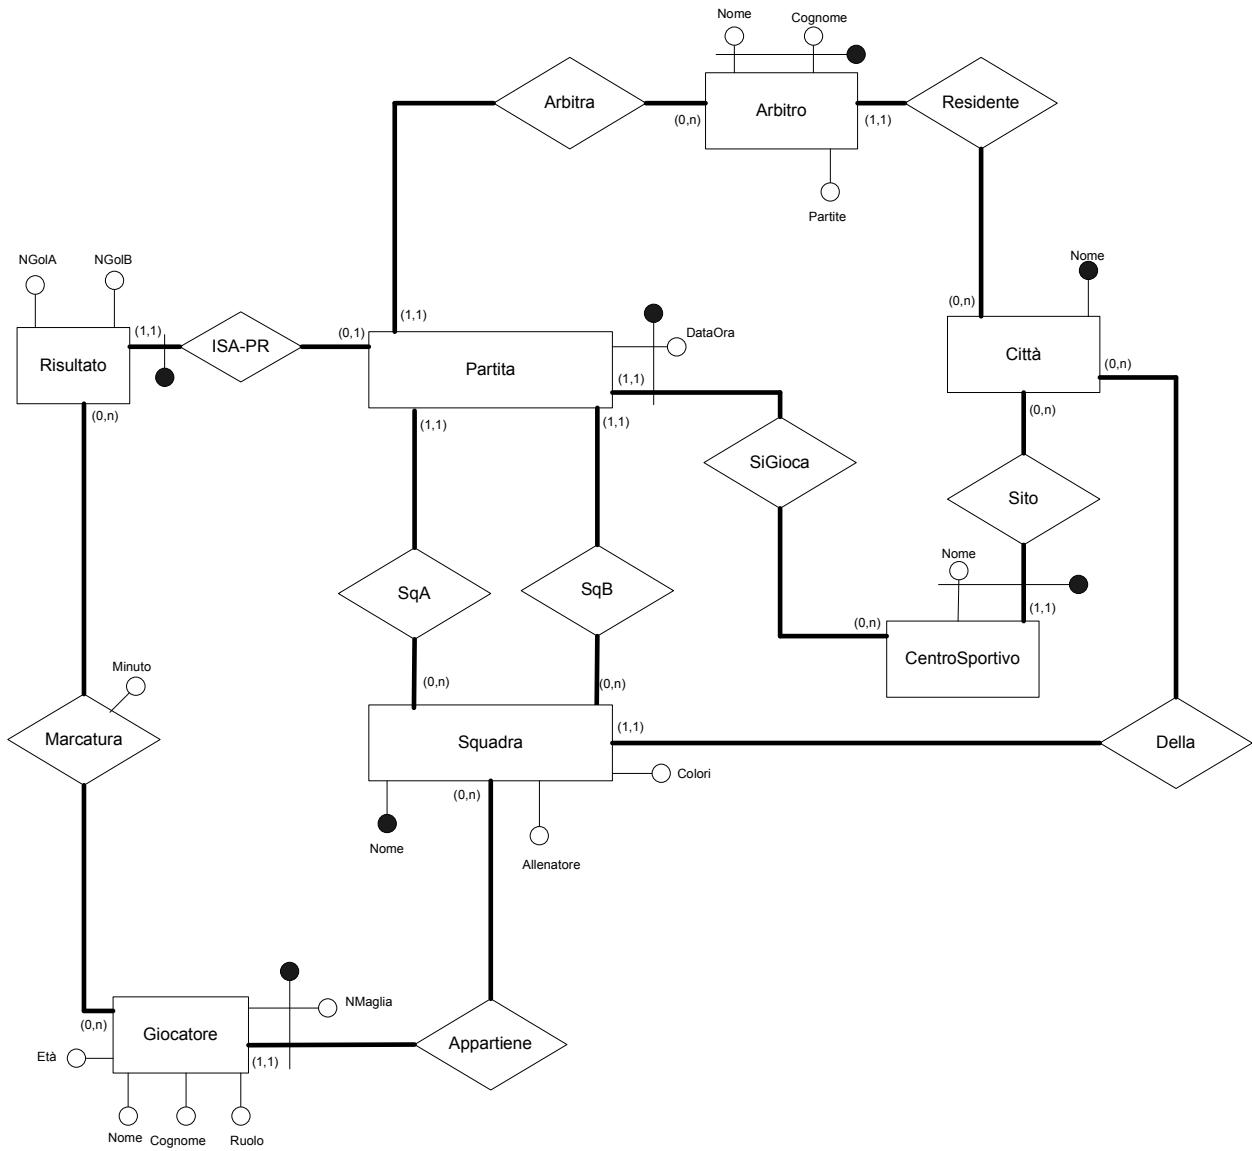 Nome
Cognome
Arbitra
Arbitro
Residente
(0,n)
(1,1)
Partite
NGolA
NGolB
Nome
(0,n)
(1,1)
(1,1)
(0,1)
DataOra
Risultato
ISA-PR
Partita
Città
(0,n)
(1,1)
(0,n)
(1,1)
(1,1)
(0,n)
SiGioca
Sito
Nome
SqA
SqB
(1,1)
(0,n)
CentroSportivo
Minuto
(0,n)
(0,n)
(1,1)
Marcatura
Squadra
Della
Colori
(0,n)
Nome
Allenatore
NMaglia
(0,n)
Giocatore
Appartiene
Età
(1,1)
Nome
Cognome
Ruolo